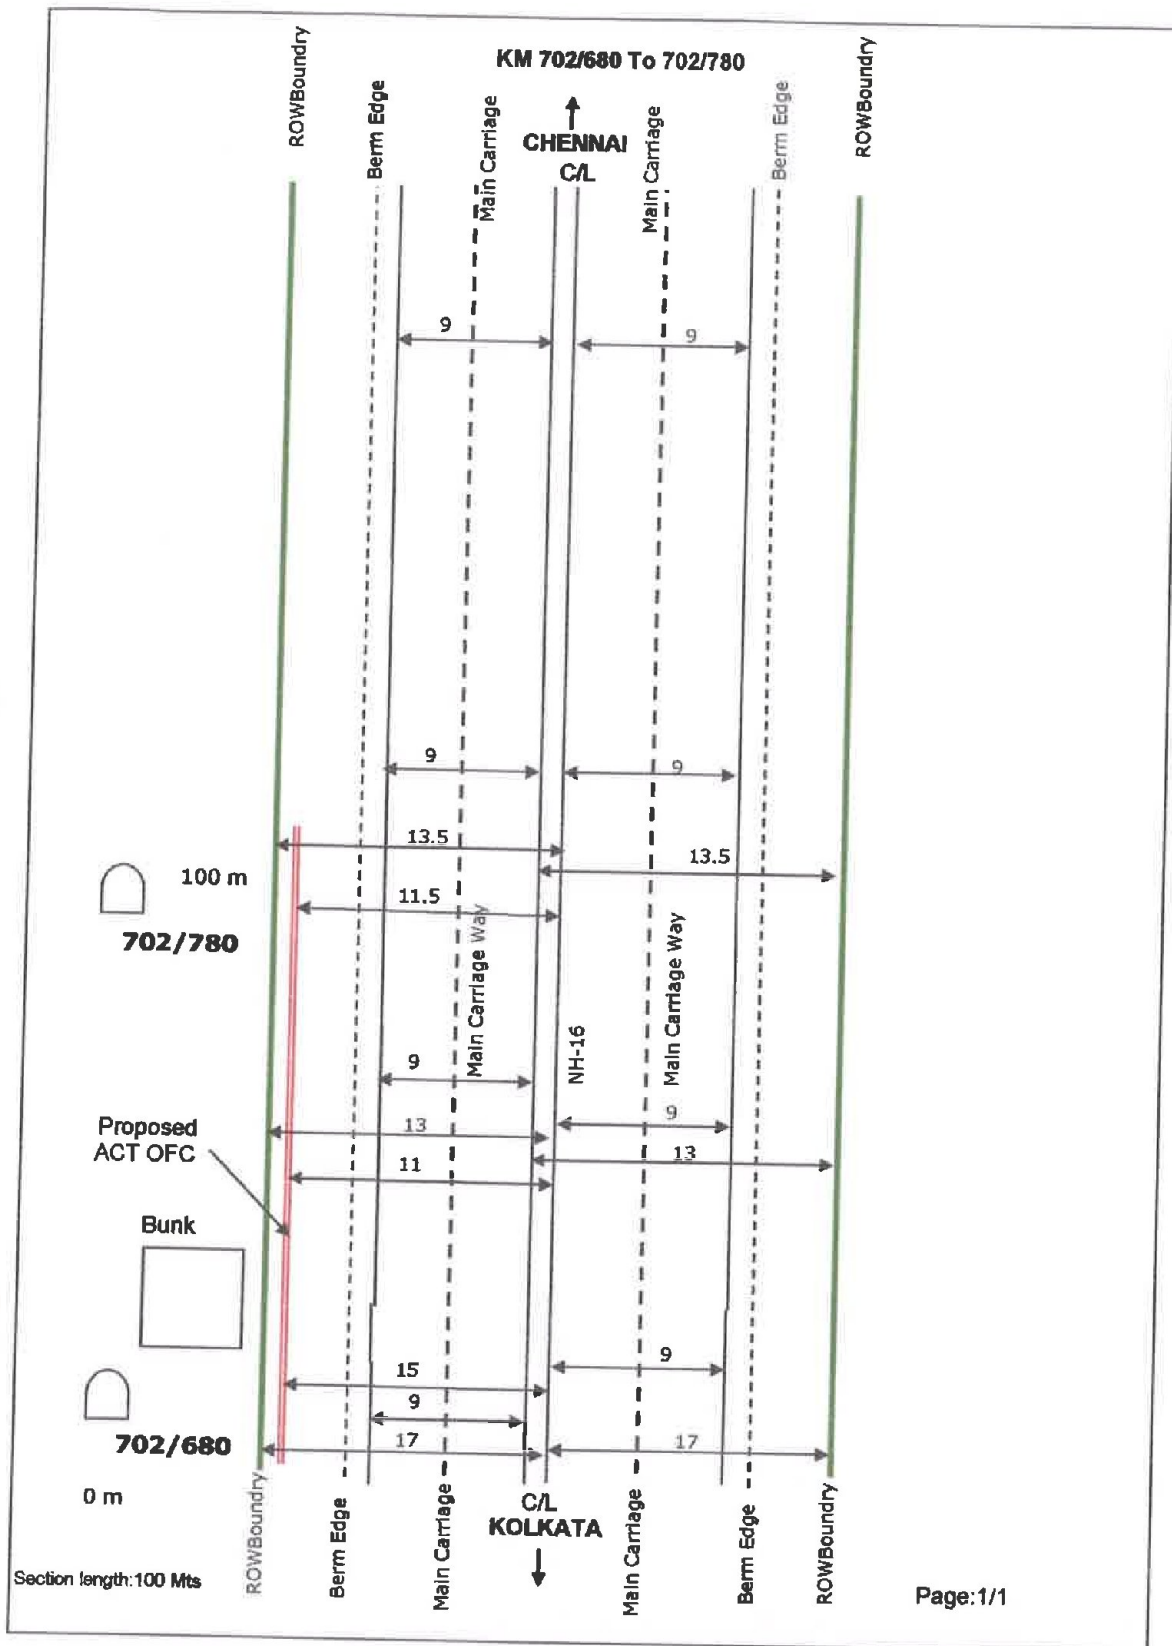 KM 702/680 To 702/780
ROWBoundry
Berm Edge
Main Carriage
CHENNAI
C/L
Main Carriage
Berm Edge
ROWBoundry
9
9
9
9
13.5
13.5
100 m
11.5
702/780
Main Carriage Way
NH-16
Main Carriage Way
9
9
Proposed
ACT OFC
13
13
11
Bunk
9
15
9
702/680
17
17
0 m
ROWBoundry
Berm Edge
Main Carriage
C/L
KOLKATA
Main Carriage
Berm Edge
ROWBoundry
Section length:100 Mts
Page:1/1